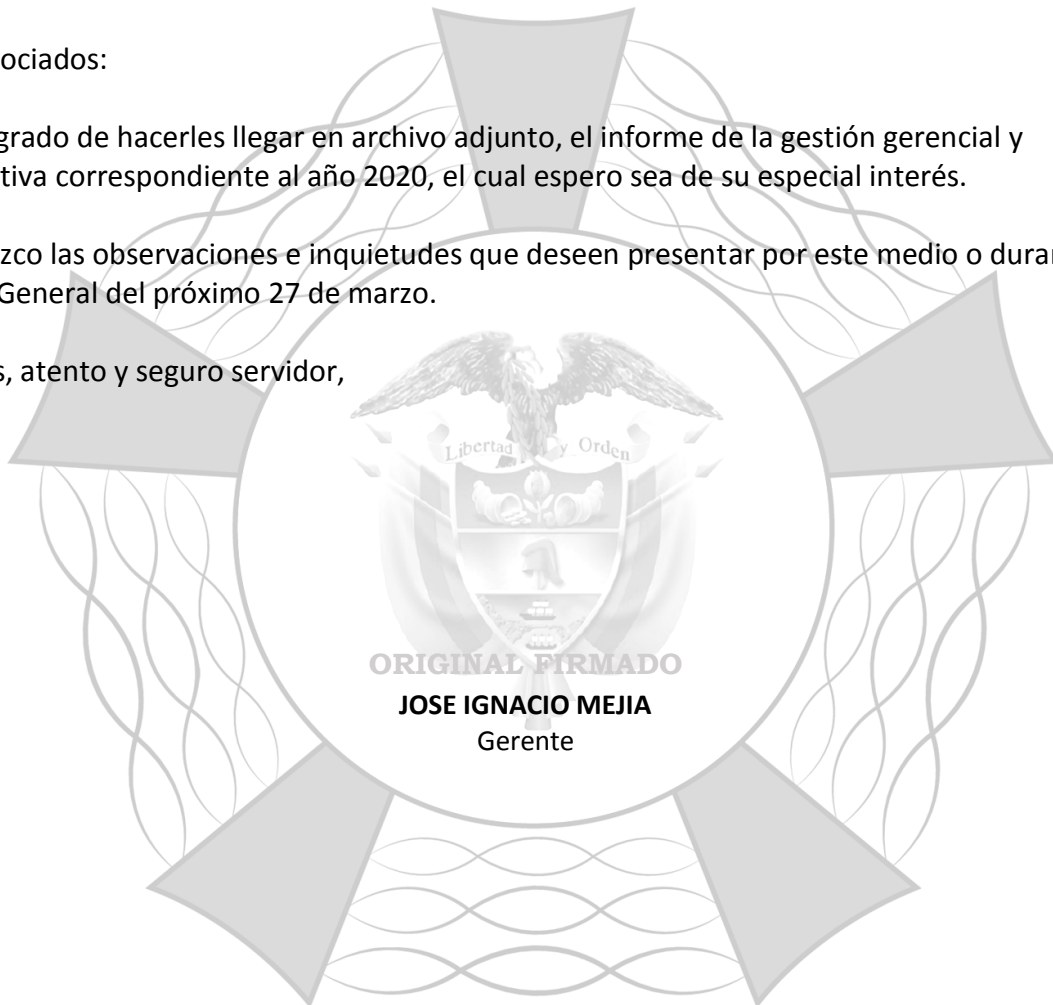 ociados:
grado de hacerles llegar en archivo adjunto, el informe de la gestión gerencial y
tiva correspondiente al año 2020, el cual espero sea de su especial interés.
zco las observaciones e inquietudes que deseen presentar por este medio o duran
General del próximo 27 de marzo.
s, atento y seguro servidor,
Libertad y Orden
ORIGINAL FIRMADO
JOSE IGNACIO MEJIA
Gerente